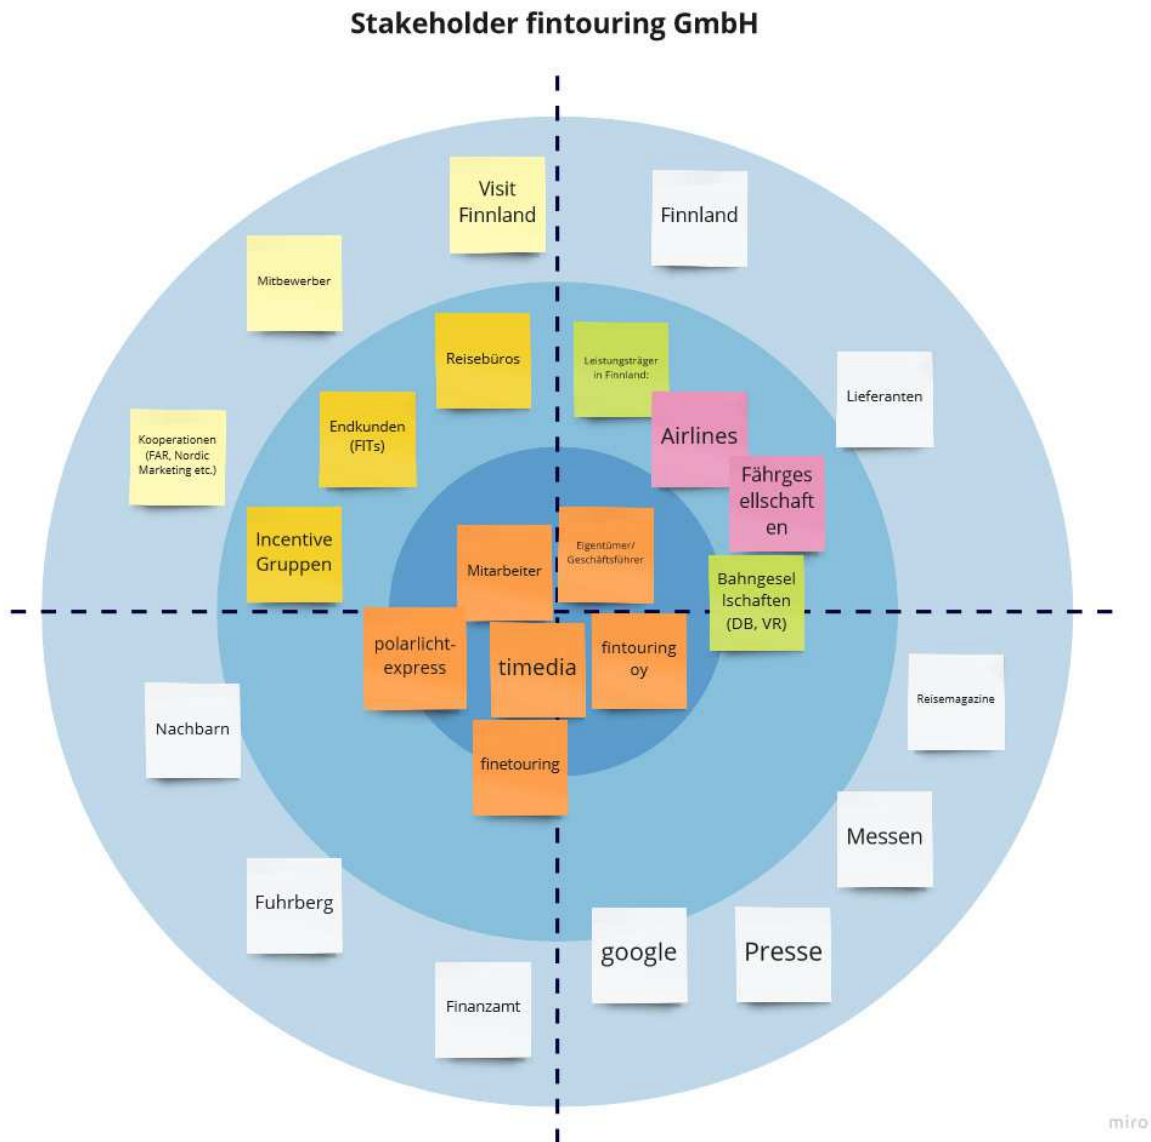 Stakeholder fintouring GmbH
Visit
Finnland
Finnland
Mitbewerber
Reisebüros
Leistungsträger
in Finnland:
Lieferanten
Endkunden
(FITs)
Airlines
Kooperationen
(FAR, Nordic
Marketing etc.)
Fährges
ellschaft
en
Incentive
Gruppen
Mitarbeiter
Eigentümer/
Geschäftsführer
Bahngesel
lschaften
(DB, VR)
polarlicht-
express
timedia
fintouring
oy
Nachbarn
Reisemagazine
finetouring
Messen
Fuhrberg
google
Presse
Finanzamt
miro